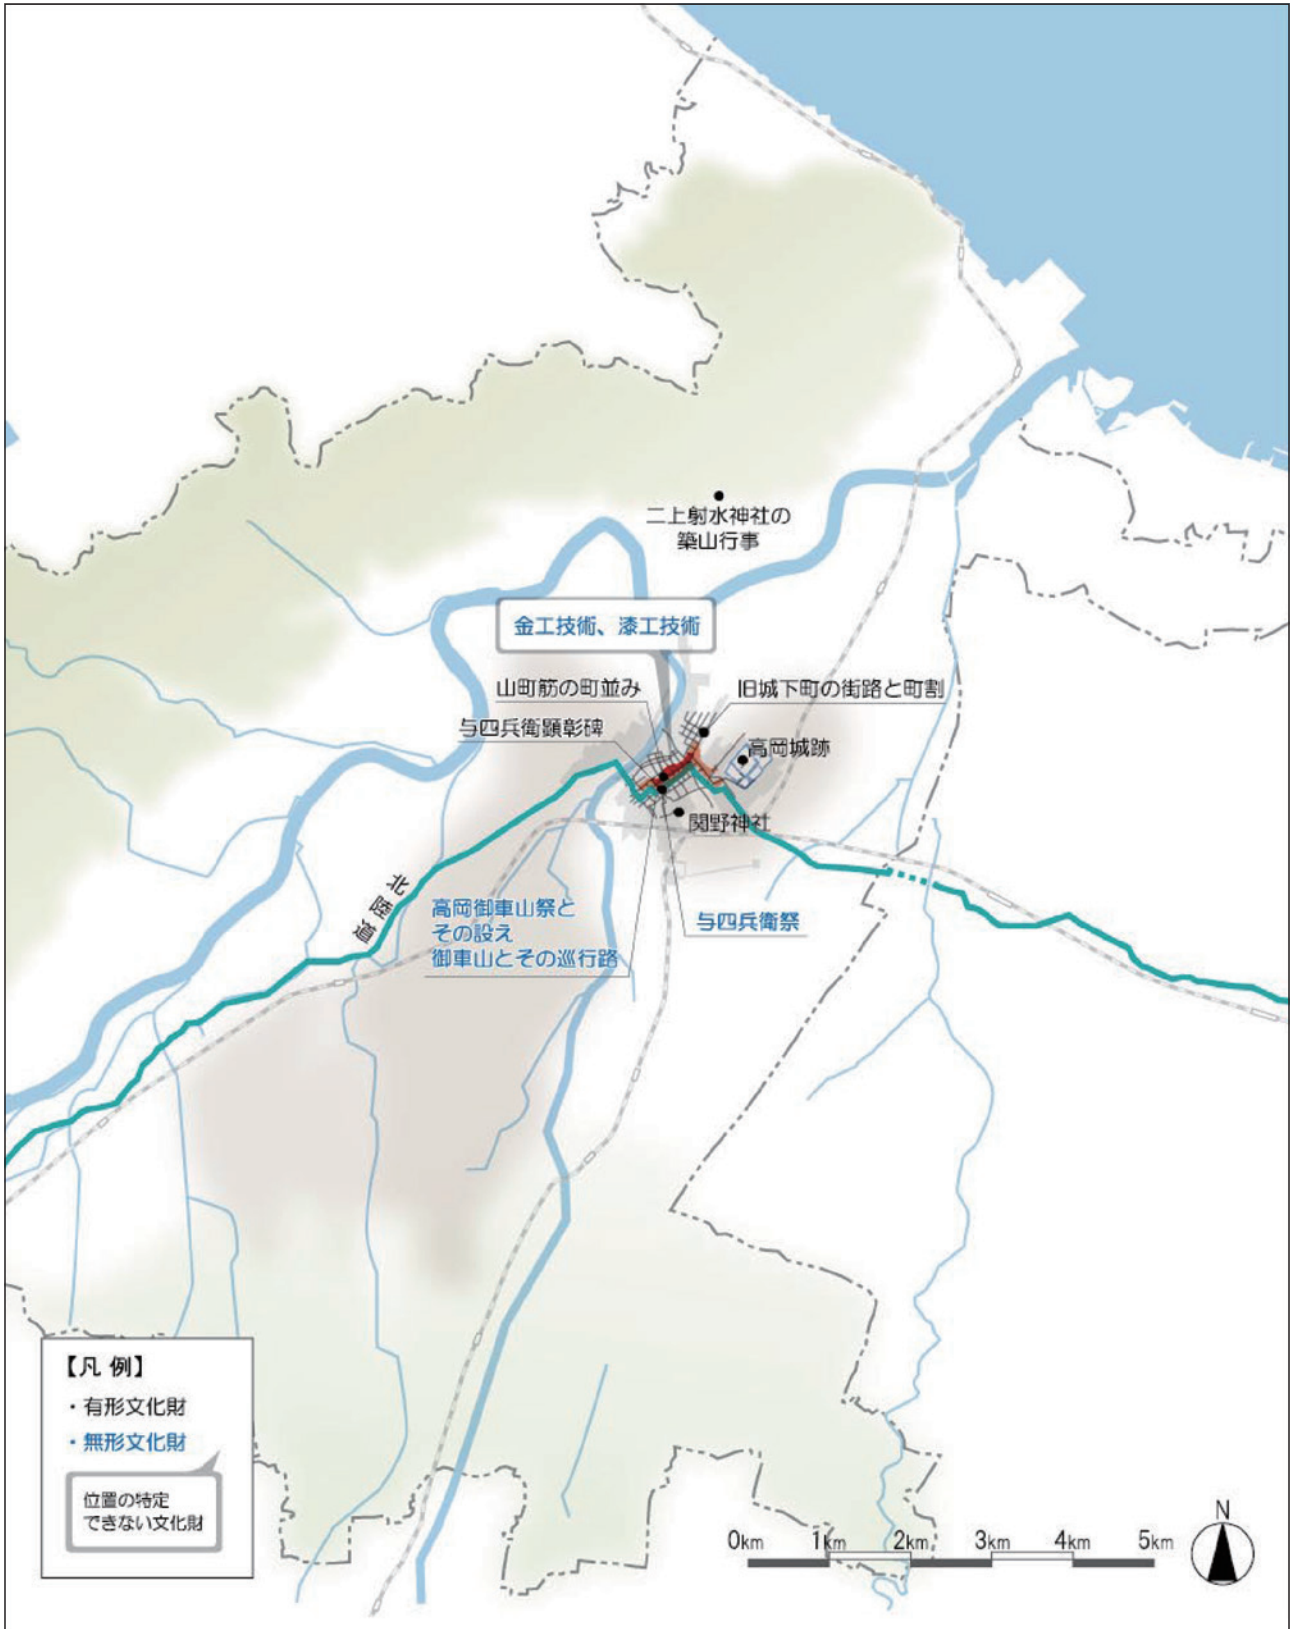 二上射水神社の
築山行事
金工技術、漆工技術
山町筋の町並み
旧城下町の街路と町割
与四兵衛顕彰碑
高岡城跡
関野神社
北陸道
高岡御車山祭と
その設え
御車山とその巡行路
与四兵衛祭
【凡 例】
・有形文化財
・無形文化財
位置の特定
できない文化財
0km 1km 2km 3km 4km 5km
N